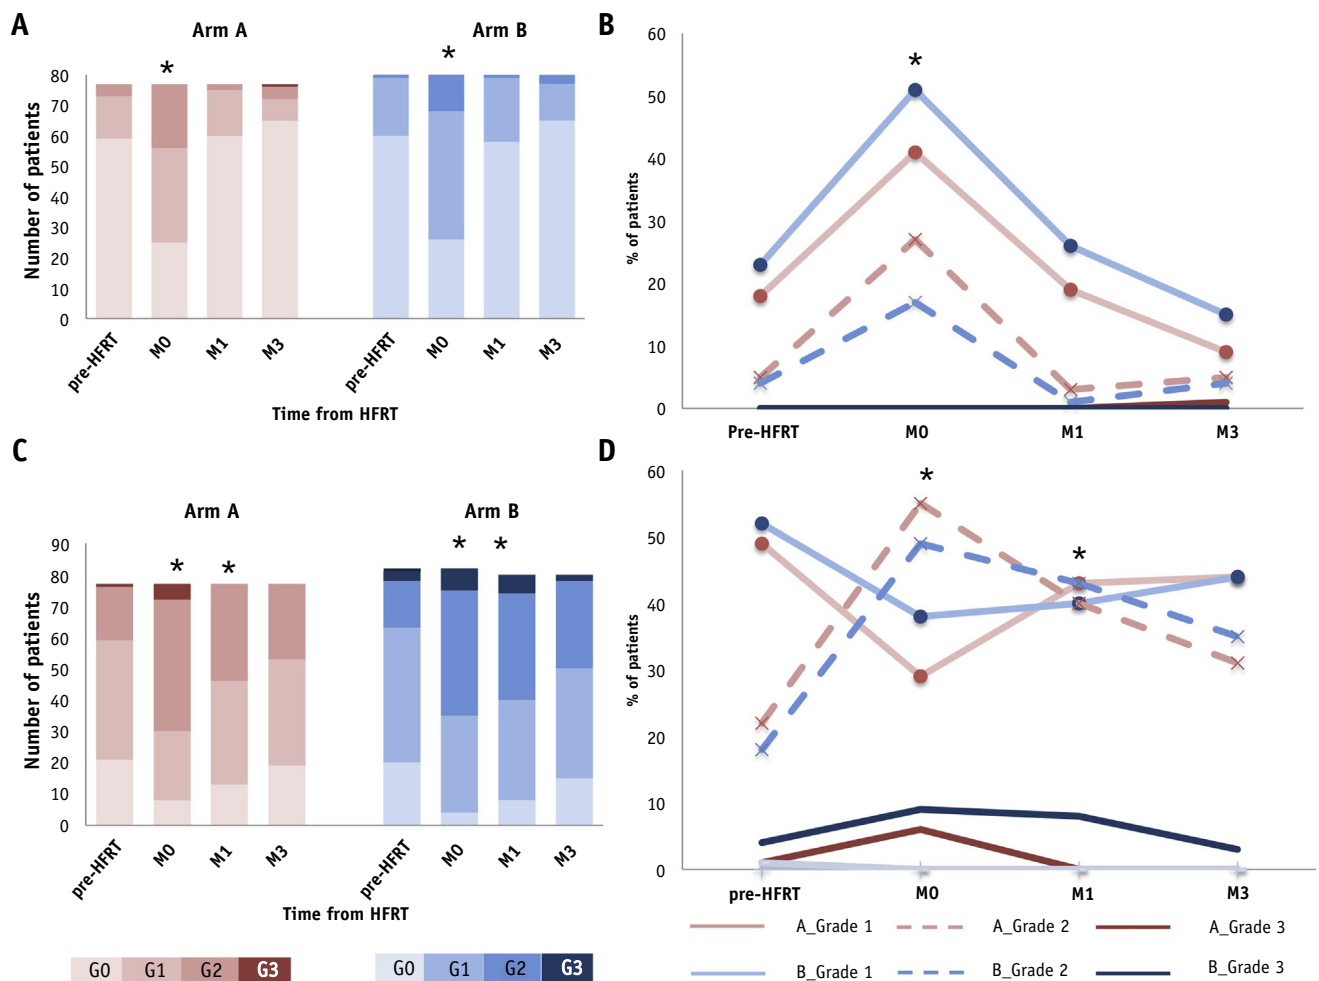 A
Arm A
Arm B
*
*
Number of patients
80
70
60
50
40
30
20
10
0
pre-HFRT
M0
M1
M3
pre-HFRT
M0
M1
M3
Time from HFRT
B
*
% of patients
60
50
40
30
20
10
0
Pre-HFRT
M0
M1
M3
C
Arm A
Arm B
* *
* *
Number of patients
90
80
70
60
50
40
30
20
10
0
pre-HFRT
M0
M1
M3
pre-HFRT
M0
M1
M3
Time from HFRT
G0 G1 G2 G3
G0 G1 G2 G3
D
*
*
% of patients
60
50
40
30
20
10
0
pre-HFRT
M0
M1
M3
A_Grade 1
A_Grade 2
A_Grade 3
B_Grade 1
B_Grade 2
B_Grade 3